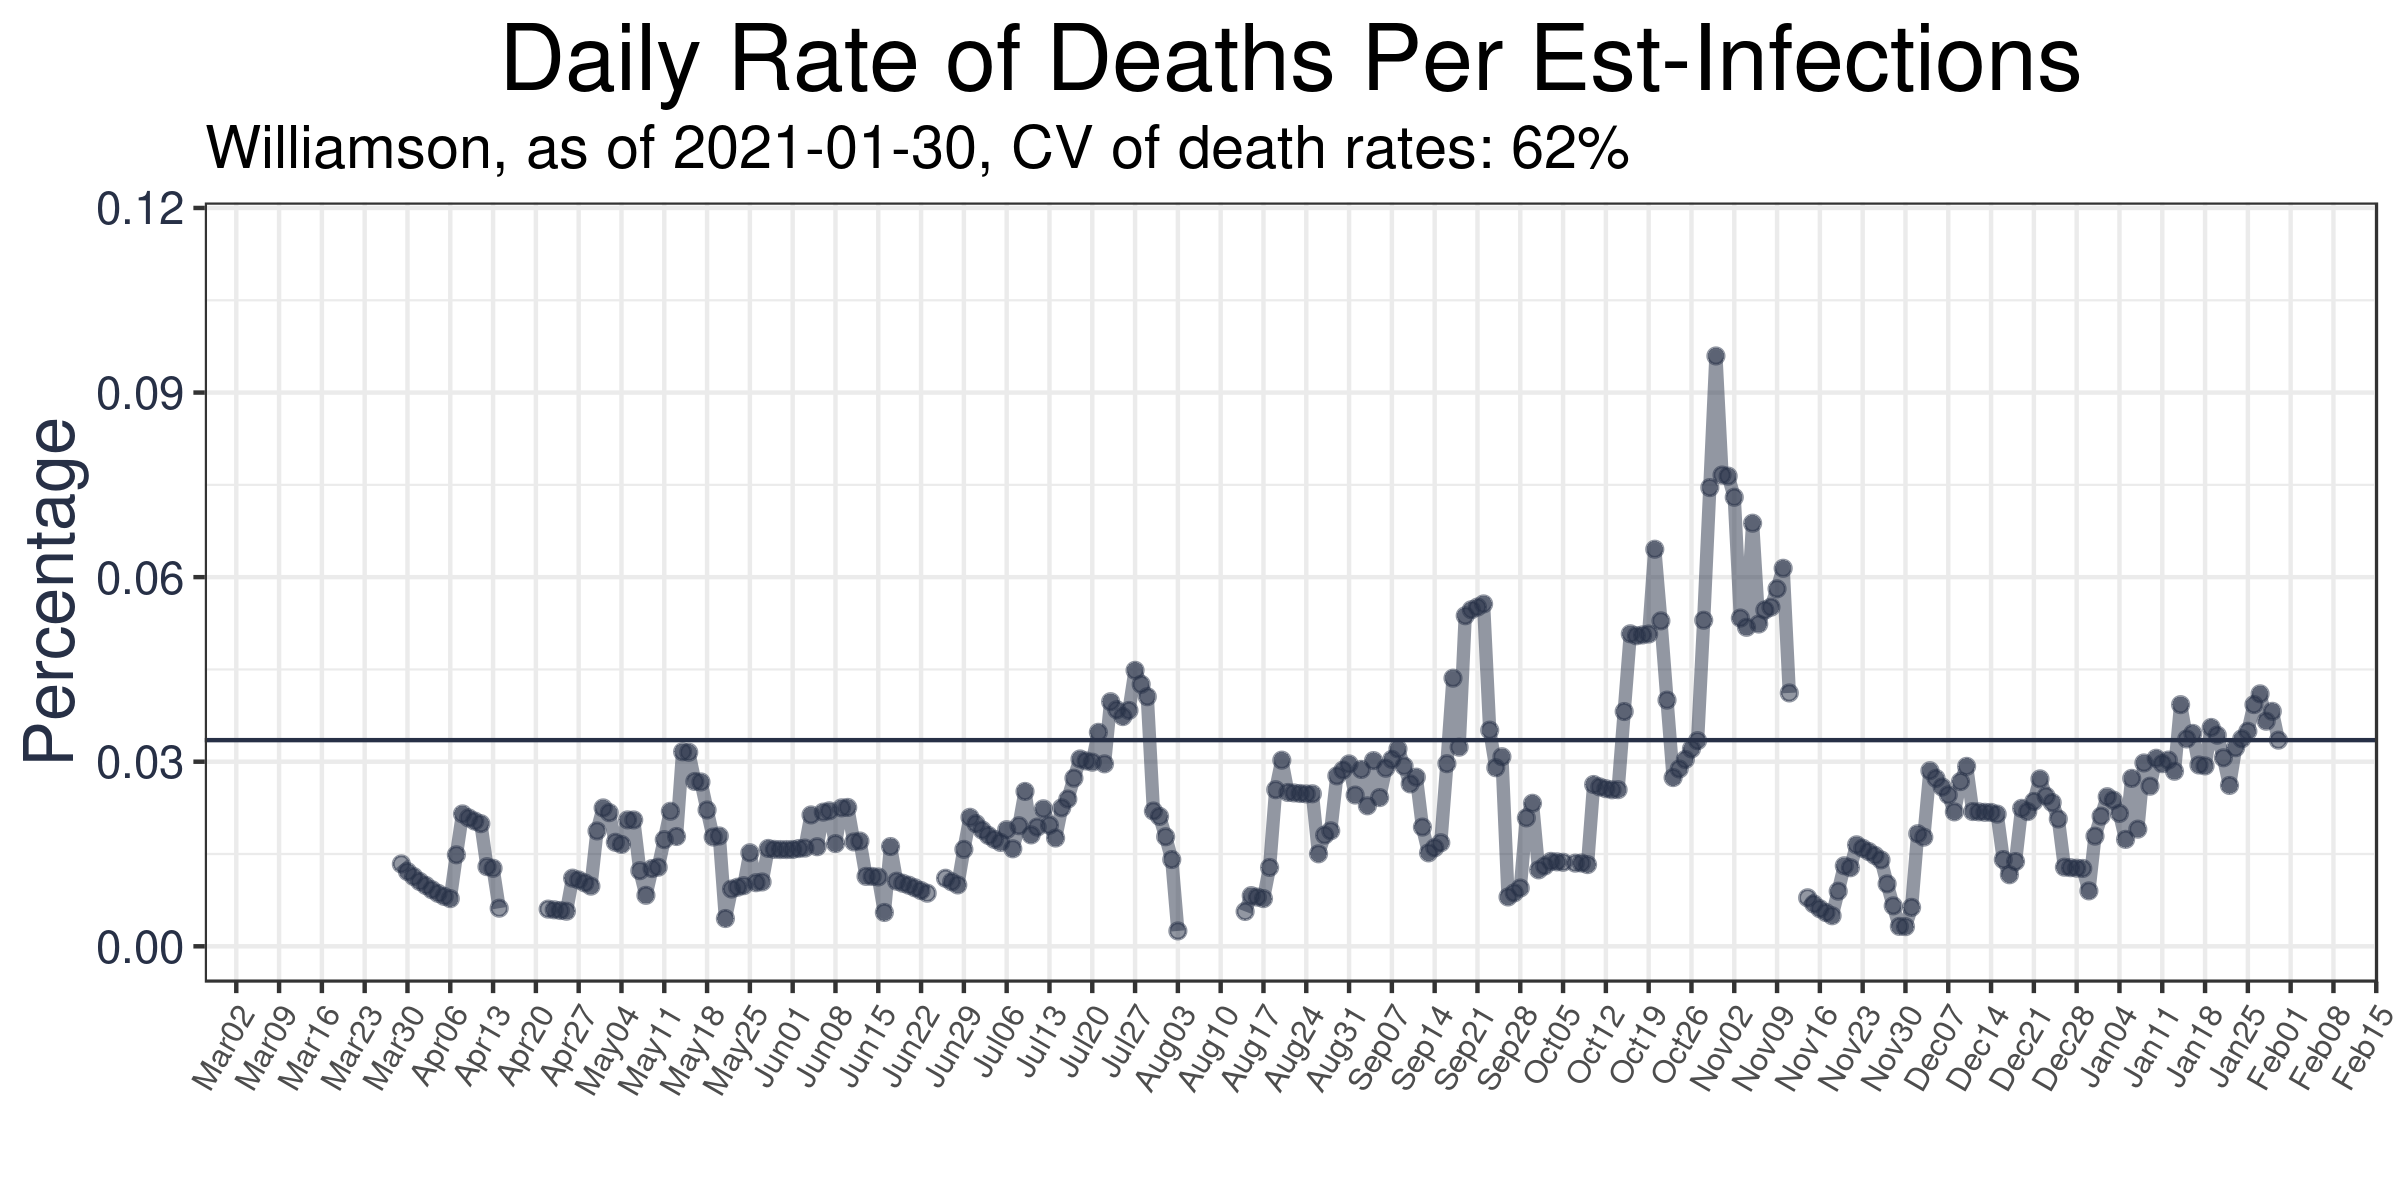 Daily Rate of Deaths Per Est-Infections
Williamson, as of 2021-01-30, CV of death rates: 62%
Percentage
0.12
0.09
0.06
0.03
0.00
Mar02
Mar09
Mar16
Mar23
Mar30
Apr06
Apr13
Apr20
Apr27
May04
May11
May18
May25
Jun01
Jun08
Jun15
Jun22
Jun29
Jul06
Jul13
Jul20
Jul27
Aug03
Aug10
Aug17
Aug24
Aug31
Sep07
Sep14
Sep21
Sep28
Oct05
Oct12
Oct19
Oct26
Nov02
Nov09
Nov16
Nov23
Nov30
Dec07
Dec14
Dec21
Dec28
Jan04
Jan11
Jan18
Jan25
Feb01
Feb08
Feb15